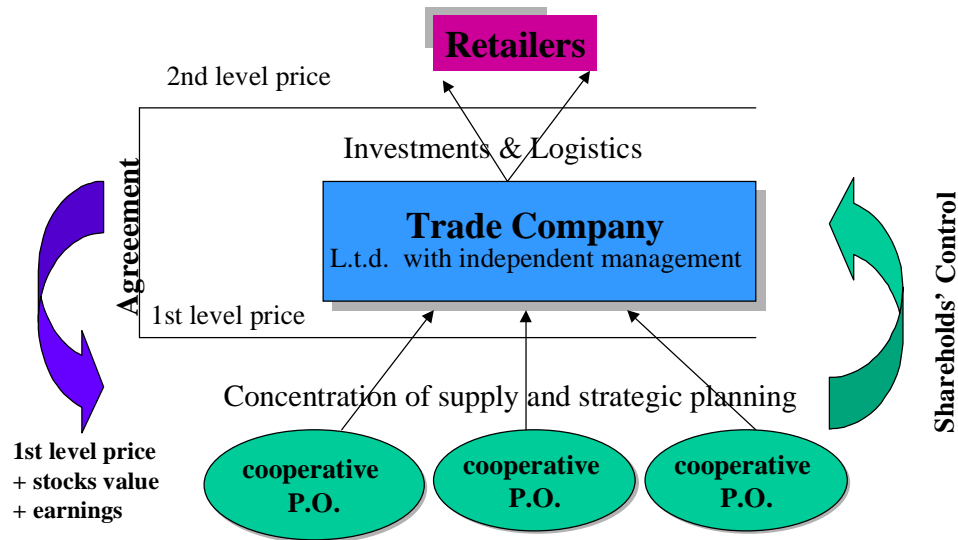 Retailers
2nd level price
Investments & Logistics
Agreement
Trade Company
L.t.d. with independent management
Shareholds’ Control
1st level price
Concentration of supply and strategic planning
1st level price
+ stocks value
+ earnings
cooperative
P.O.
cooperative
P.O.
cooperative
P.O.